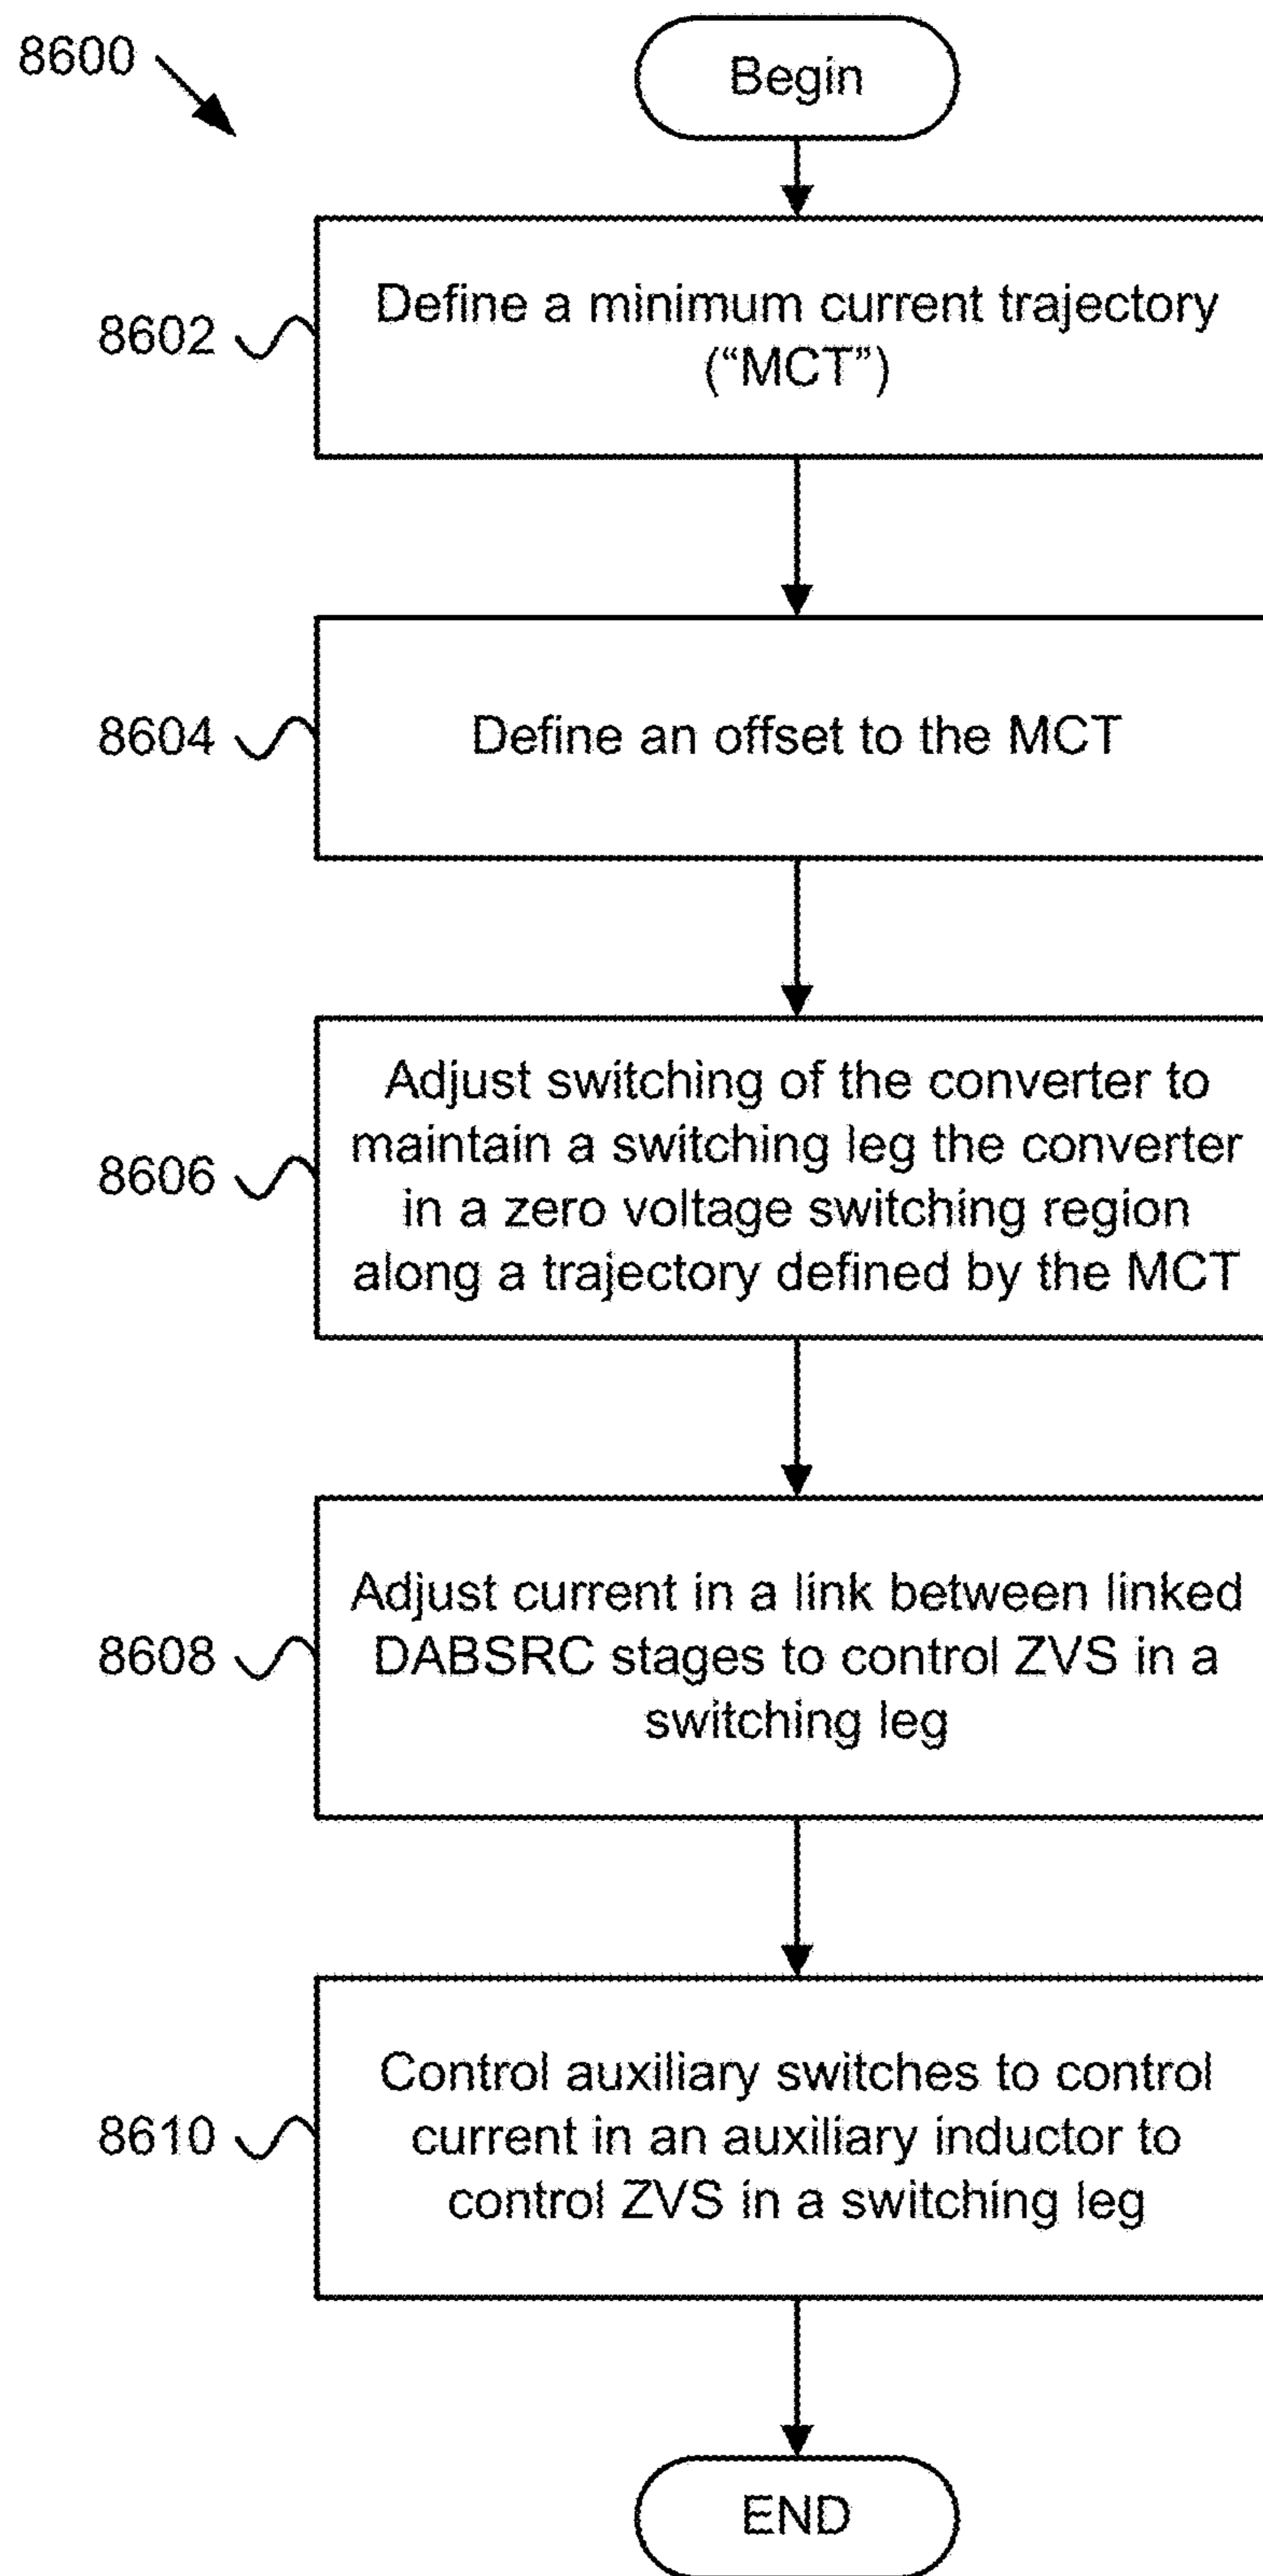 8600
Begin
8602
Define a minimum current trajectory
(“MCT”)
8604
Define an offset to the MCT
8606
Adjust switching of the converter to
maintain a switching leg the converter
in a zero voltage switching region
along a trajectory defined by the MCT
8608
Adjust current in a link between linked
DABSRC stages to control ZVS in a
switching leg
8610
Control auxiliary switches to control
current in an auxiliary inductor to
control ZVS in a switching leg
END